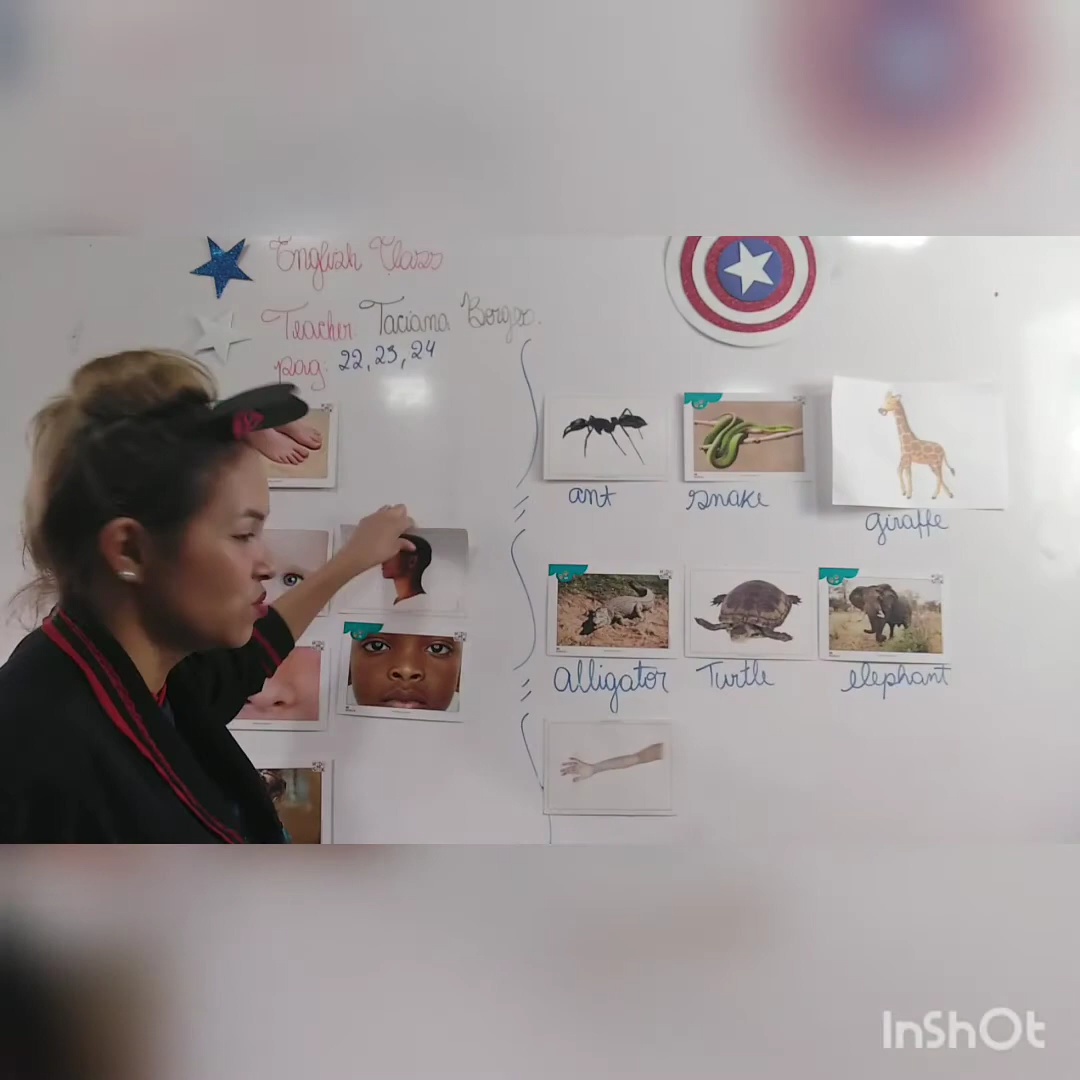 English Class
Teacher Taciana Borges.
pag. 22, 23, 24
ant
snake
giraffe
alligator
Turtle
elephant
InShOt